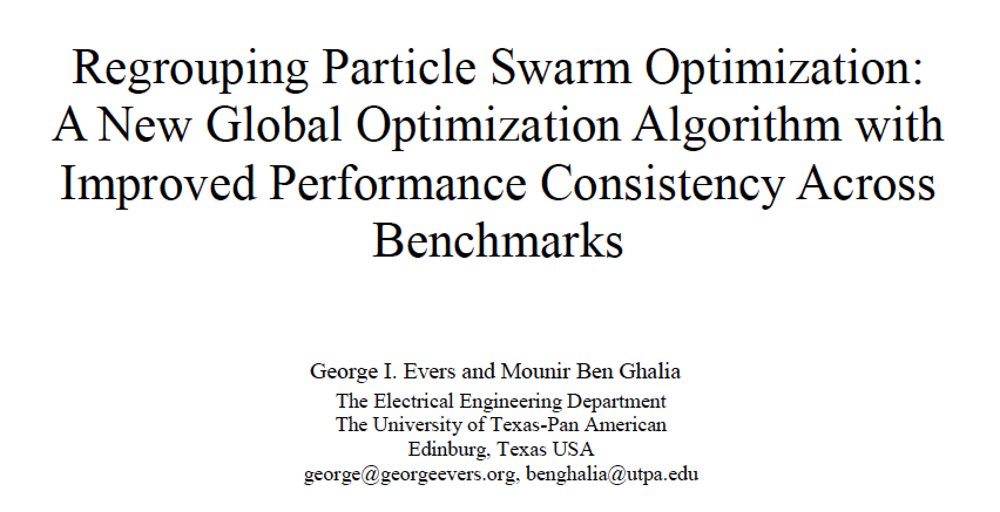 Regrouping Particle Swarm Optimization:
A New Global Optimization Algorithm with
Improved Performance Consistency Across
Benchmarks
George I. Evers and Mounir Ben Ghalia
The Electrical Engineering Department
The University of Texas-Pan American
Edinburg, Texas USA
george@georgeevers.org, benghalia@utpa.edu